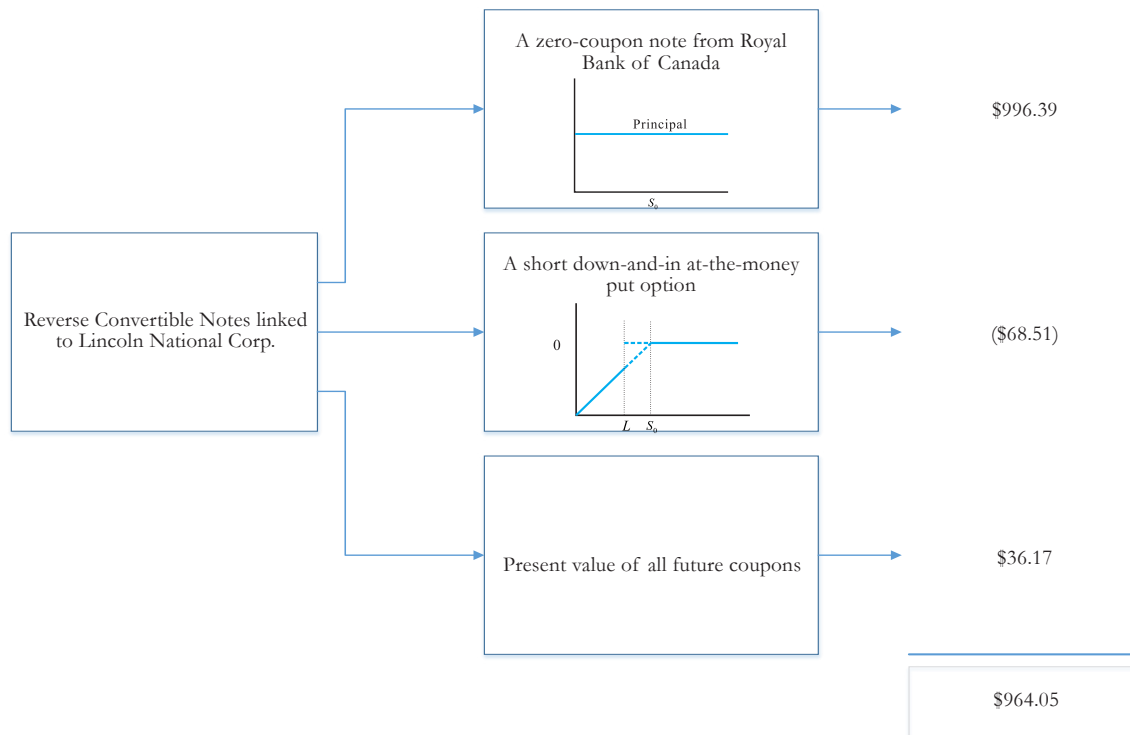 A zero-coupon note from Royal
Bank of Canada
Principal
S₀
$996.39
Reverse Convertible Notes linked
to Lincoln National Corp.
A short down-and-in at-the-money
put option
0
L S₀
($68.51)
Present value of all future coupons
$36.17
$964.05